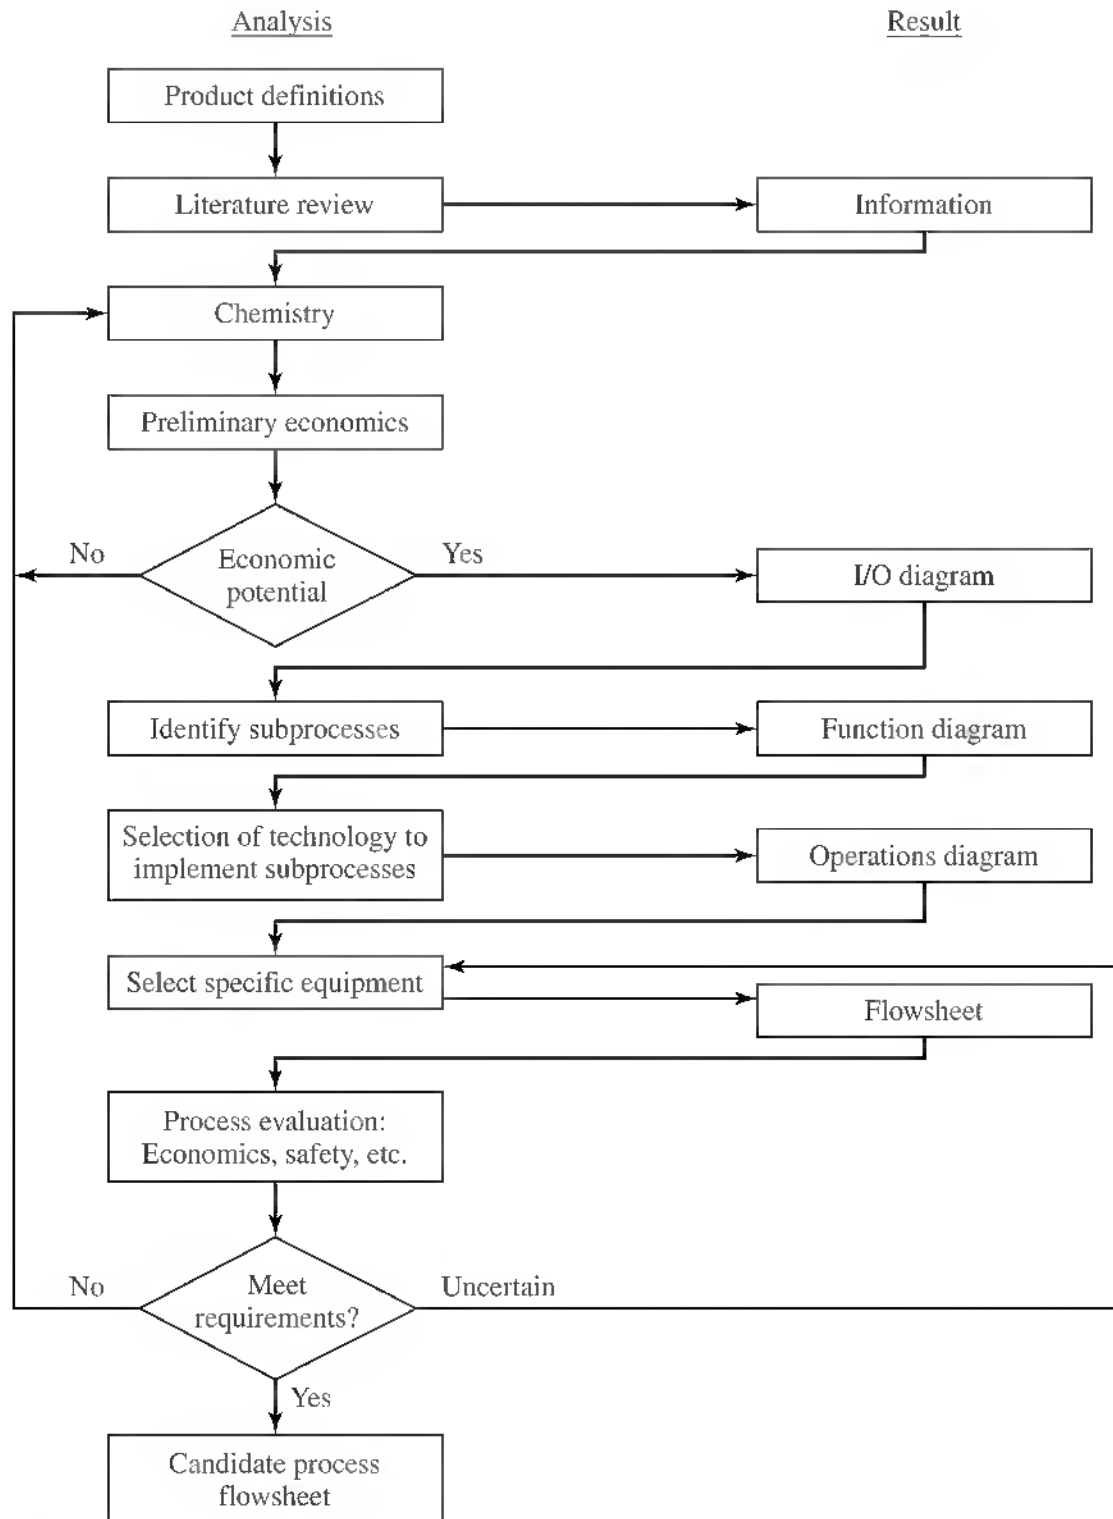 Analysis
Result
Product definitions
Literature review
Information
Chemistry
Preliminary economics
No
Economic
potential
Yes
I/O diagram
Identify subprocesses
Function diagram
Selection of technology to
implement subprocesses
Operations diagram
Select specific equipment
Flowsheet
Process evaluation:
Economics, safety, etc.
No
Meet
requirements?
Uncertain
Yes
Candidate process
flowsheet